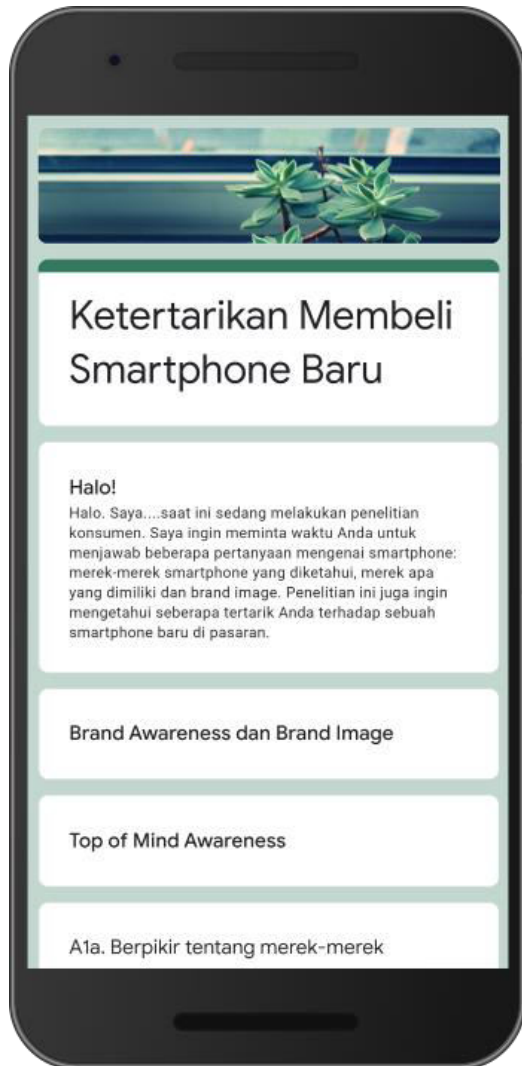 Ketertarikan Membeli
Smartphone Baru
Halo!
Halo. Saya....saat ini sedang melakukan penelitian
konsumen. Saya ingin meminta waktu Anda untuk
menjawab beberapa pertanyaan mengenai smartphone:
merek-merek smartphone yang diketahui, merek apa
yang dimiliki dan brand image. Penelitian ini juga ingin
mengetahui seberapa tertarik Anda terhadap sebuah
smartphone baru di pasaran.
Brand Awareness dan Brand Image
Top of Mind Awareness
A1a. Berpikir tentang merek-merek